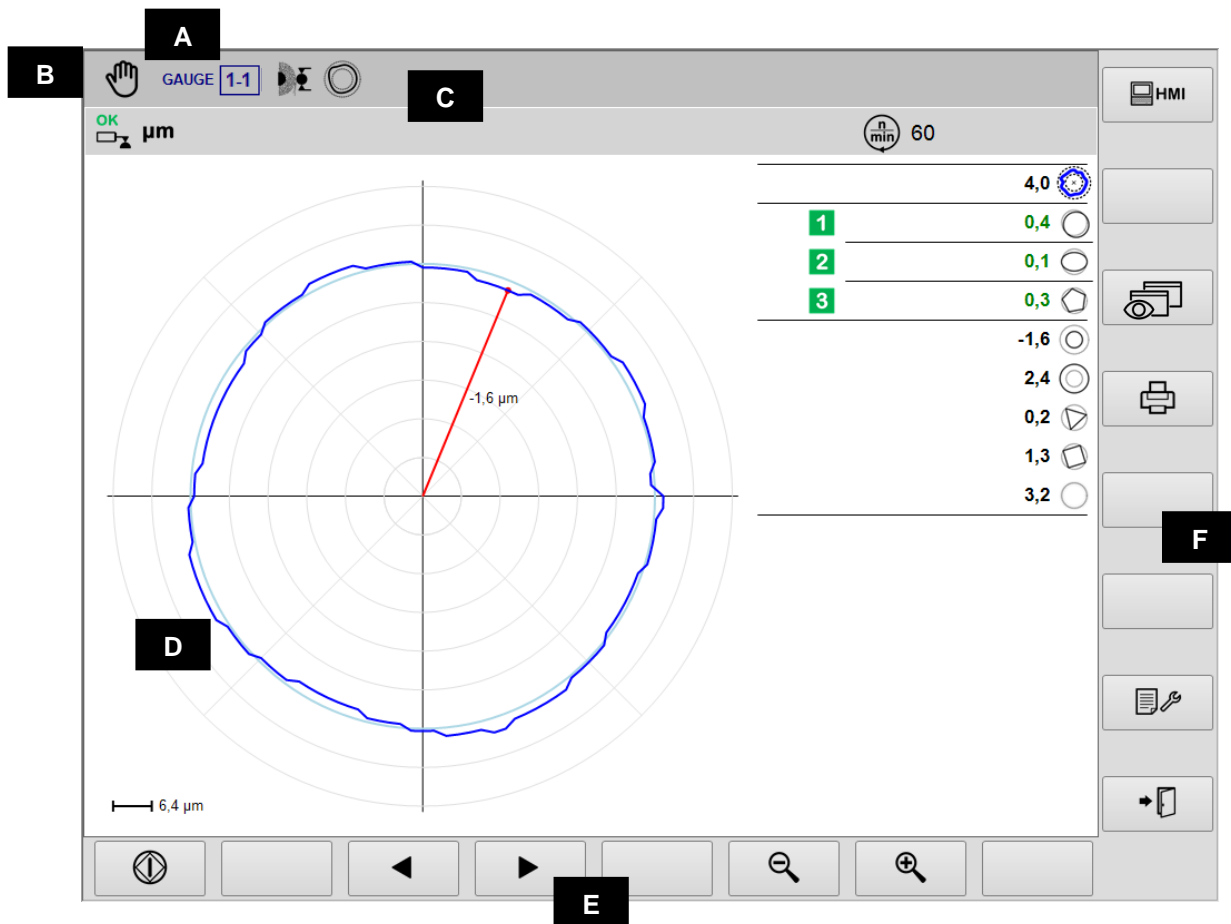 A
B
GAUGE 1-1
C
HMI
OK
µm
n
min
60
4,0
1
0,4
2
0,1
3
0,3
-1,6
2,4
0,2
1,3
3,2
-1,6 µm
F
D
6,4 µm
E